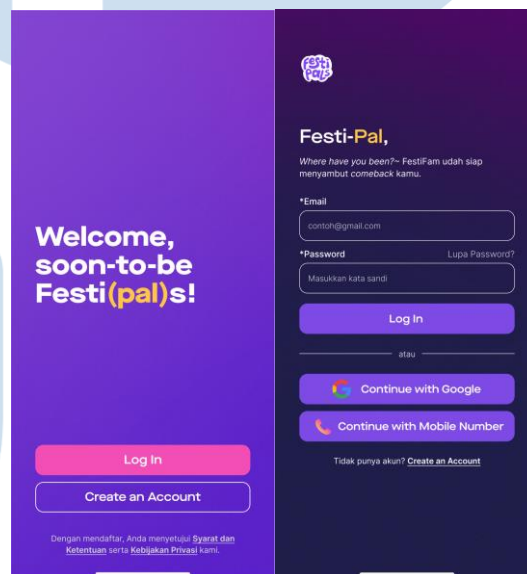 Welcome,
soon-to-be
Festi(pal)s!
Log In
Create an Account
Dengan mendaftar, Anda menyetujui Syarat dan
Ketentuan serta Kebijakan Privasi kami.
Festi
Pals
Festi-Pal,
Where have you been?~ FestiFam udah siap
menyambut comeback kamu.
*Email
contoh@gmail.com
*Password Lupa Password?
Masukkan kata sandi
Log In
atau
Continue with Google
Continue with Mobile Number
Tidak punya akun? Create an Account